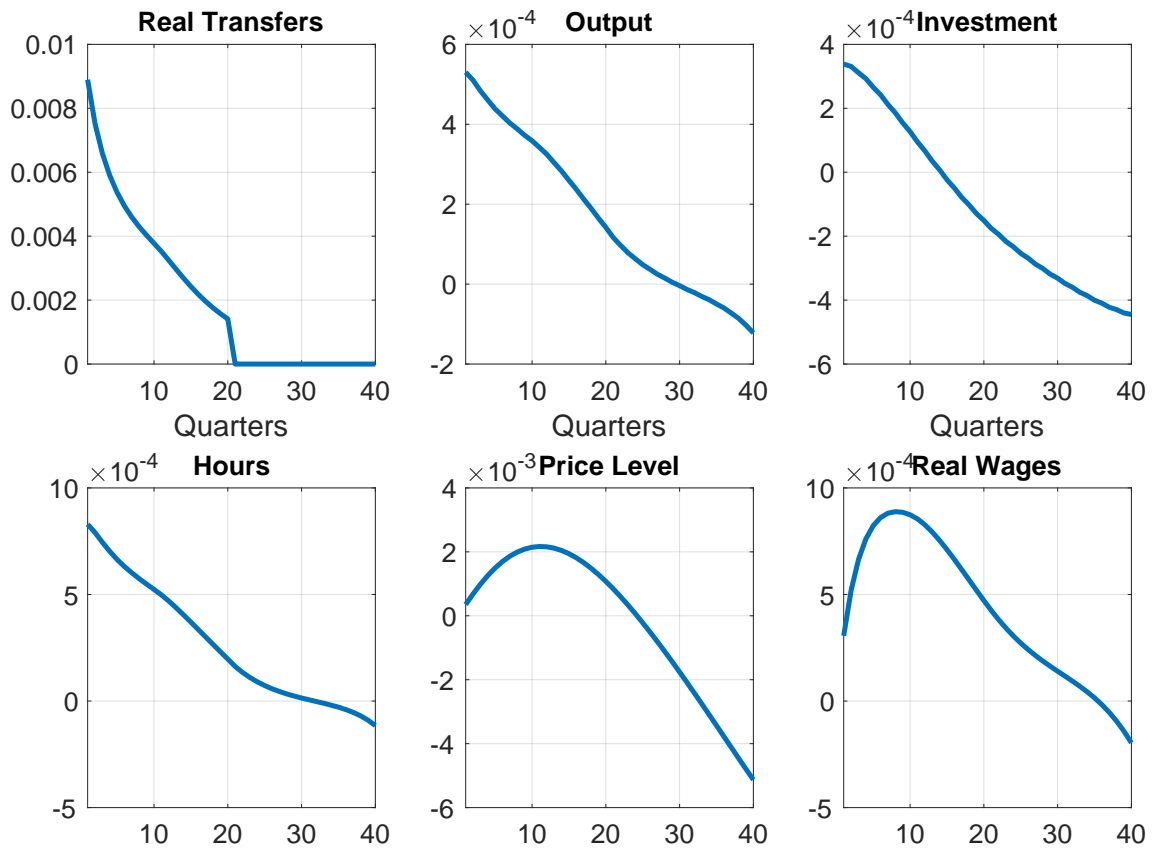 Real Transfers
0.01
0.008
0.006
0.004
0.002
0
10 20 30 40
Quarters
×10^-4 Output
6
4
2
0
-2
10 20 30 40
Quarters
×10^-4 Investment
4
2
0
-2
-4
-6
10 20 30 40
Quarters
×10^-4 Hours
10
5
0
-5
10 20 30 40
×10^-3 Price Level
4
2
0
-2
-4
-6
10 20 30 40
×10^-4 Real Wages
10
5
0
-5
10 20 30 40